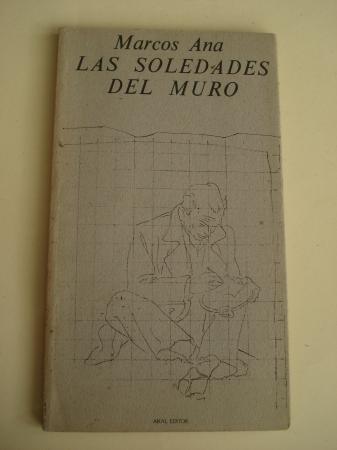 Marcos Ana
LAS SOLEDADES
DEL MURO
AKAL EDITOR